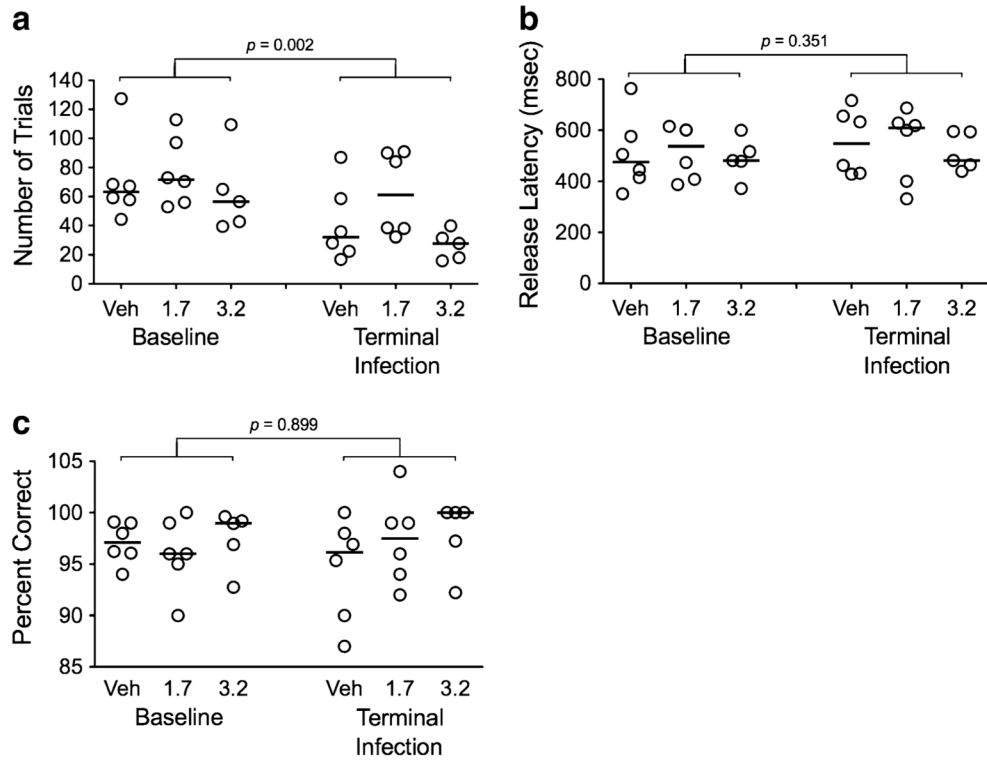 a
p = 0.002
Number of Trials
140
120
100
80
60
40
20
0
Veh 1.7 3.2 Veh 1.7 3.2
Baseline Terminal
Infection
b
p = 0.351
Release Latency (msec)
800
600
400
200
0
Veh 1.7 3.2 Veh 1.7 3.2
Baseline Terminal
Infection
c
p = 0.899
Percent Correct
105
100
95
90
85
Veh 1.7 3.2 Veh 1.7 3.2
Baseline Terminal
Infection